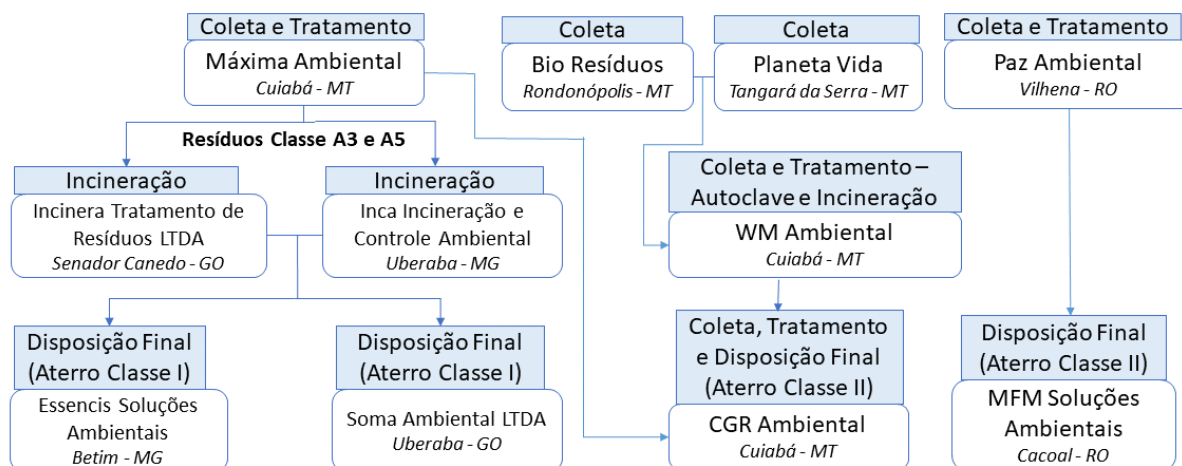 Coleta e Tratamento
Máxima Ambiental
Cuiabá - MT
Coleta
Bio Resíduos
Rondonópolis - MT
Coleta
Planeta Vida
Tangará da Serra - MT
Coleta e Tratamento
Paz Ambiental
Vilhena - RO
Resíduos Classe A3 e A5
Incineração
Incinera Tratamento de
Resíduos LTDA
Senador Canedo - GO
Incineração
Inca Incineração e
Controle Ambiental
Uberaba - MG
Coleta e Tratamento –
Autoclave e Incineração
WM Ambiental
Cuiabá - MT
Disposição Final
(Aterro Classe I)
Essencis Soluções
Ambientais
Betim - MG
Disposição Final
(Aterro Classe I)
Soma Ambiental LTDA
Uberaba - GO
Coleta, Tratamento
e Disposição Final
(Aterro Classe II)
CGR Ambiental
Cuiabá - MT
Disposição Final
(Aterro Classe II)
MFM Soluções
Ambientais
Cacoal - RO